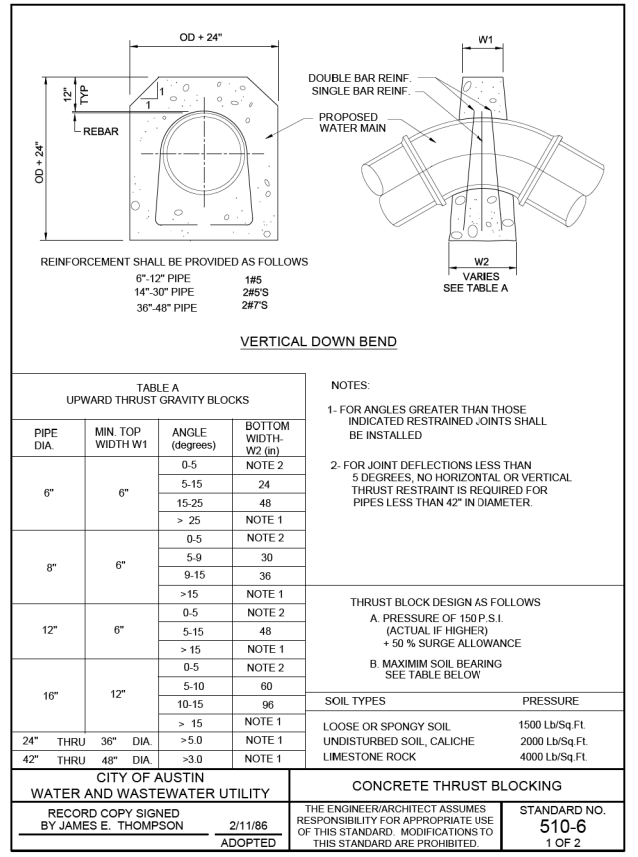 OD + 24"
12"
TYP
1
1
REBAR
OD + 24"
W1
DOUBLE BAR REINF.
SINGLE BAR REINF.
PROPOSED
WATER MAIN
W2
VARIES
SEE TABLE A
REINFORCEMENT SHALL BE PROVIDED AS FOLLOWS
6"-12" PIPE 1#5
14"-30" PIPE 2#5'S
36"-48" PIPE 2#7'S
VERTICAL DOWN BEND
TABLE A
UPWARD THRUST GRAVITY BLOCKS
PIPE DIA. MIN. TOP WIDTH W1 ANGLE (degrees) BOTTOM WIDTH- W2 (in)
6" 6" 0-5 NOTE 2
5-15 24
15-25 48
> 25 NOTE 1
8" 6" 0-5 NOTE 2
5-9 30
9-15 36
>15 NOTE 1
12" 6" 0-5 NOTE 2
5-15 48
> 15 NOTE 1
16" 12" 0-5 NOTE 2
5-10 60
10-15 96
> 15 NOTE 1
24" THRU 36" DIA. >5.0 NOTE 1
42" THRU 48" DIA. >3.0 NOTE 1
NOTES:
1- FOR ANGLES GREATER THAN THOSE
INDICATED RESTRAINED JOINTS SHALL
BE INSTALLED
2- FOR JOINT DEFLECTIONS LESS THAN
5 DEGREES, NO HORIZONTAL OR VERTICAL
THRUST RESTRAINT IS REQUIRED FOR
PIPES LESS THAN 42" IN DIAMETER.
THRUST BLOCK DESIGN AS FOLLOWS
A. PRESSURE OF 150 P.S.I.
(ACTUAL IF HIGHER)
+ 50 % SURGE ALLOWANCE
B. MAXIMIM SOIL BEARING
SEE TABLE BELOW
SOIL TYPES PRESSURE
LOOSE OR SPONGY SOIL 1500 Lb/Sq.Ft.
UNDISTURBED SOIL, CALICHE 2000 Lb/Sq.Ft.
LIMESTONE ROCK 4000 Lb/Sq.Ft.
CITY OF AUSTIN
WATER AND WASTEWATER UTILITY
CONCRETE THRUST BLOCKING
RECORD COPY SIGNED
BY JAMES E. THOMPSON 2/11/86
ADOPTED
THE ENGINEER/ARCHITECT ASSUMES
RESPONSIBILITY FOR APPROPRIATE USE
OF THIS STANDARD. MODIFICATIONS TO
THIS STANDARD ARE PROHIBITED.
STANDARD NO.
510-6
1 OF 2